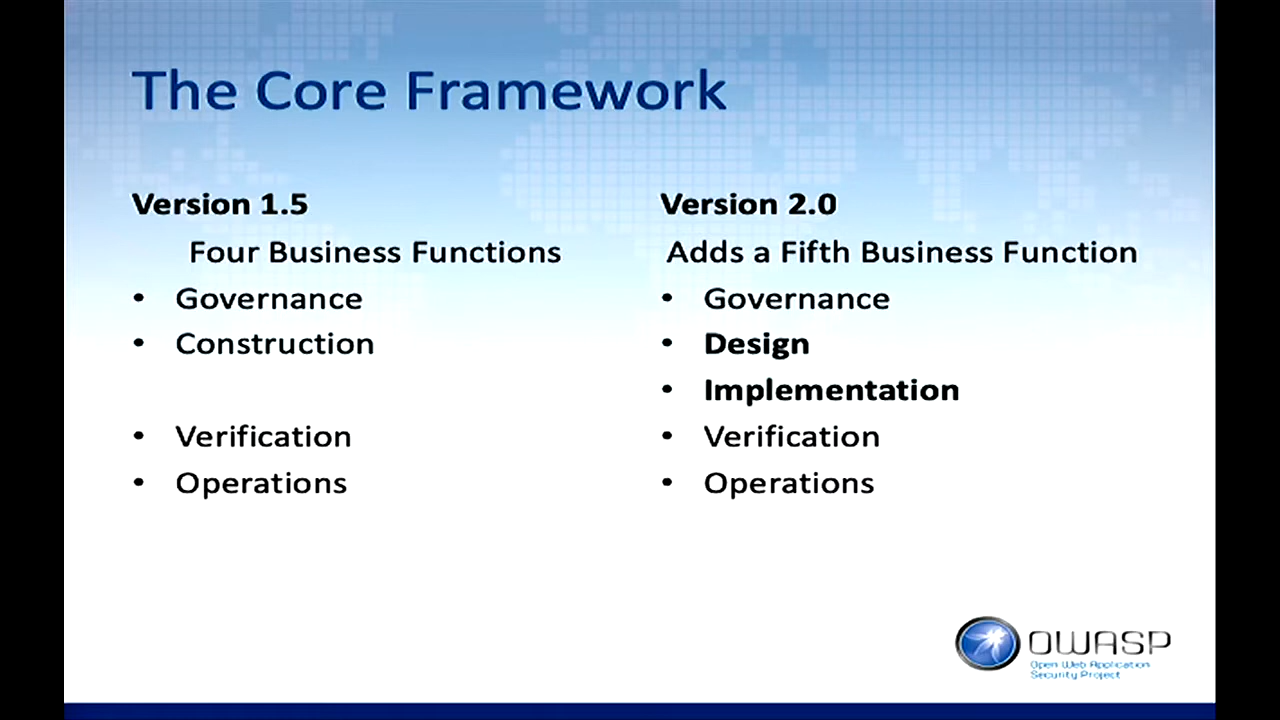 The Core Framework
Version 1.5
Four Business Functions
• Governance
• Construction
• Verification
• Operations
Version 2.0
Adds a Fifth Business Function
• Governance
• Design
• Implementation
• Verification
• Operations
OWASP
Open Web Application
Security Project